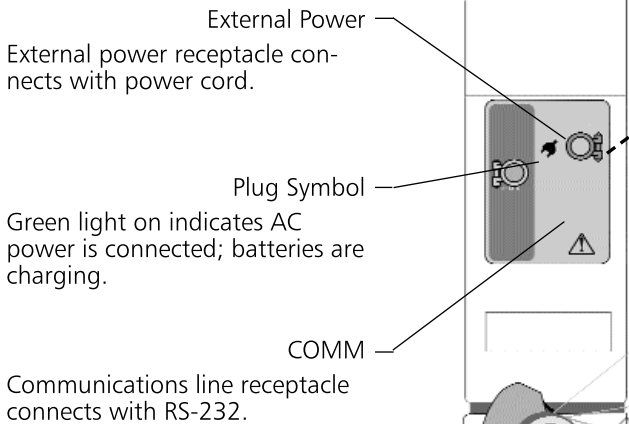 External Power
External power receptacle con-
nects with power cord.
Plug Symbol
Green light on indicates AC
power is connected; batteries are
charging.
COMM
Communications line receptacle
connects with RS-232.